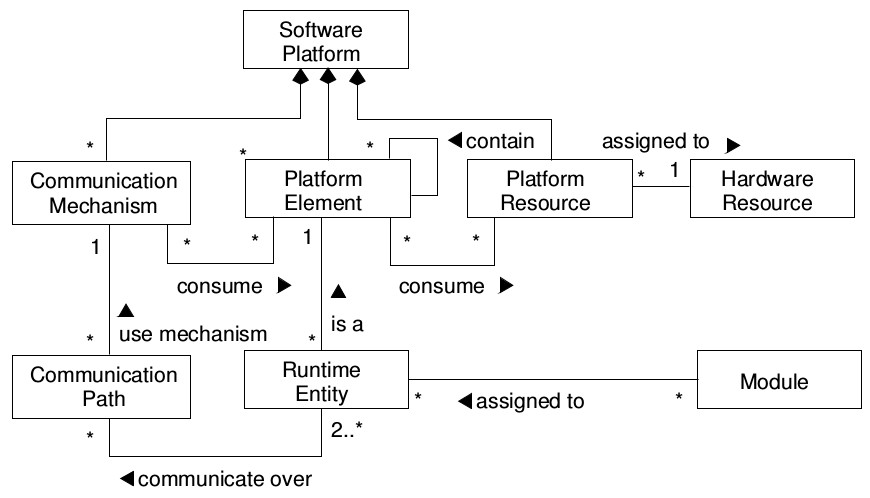 Software
Platform
*
*
*
◄ contain
assigned to ►
Communication
Mechanism
Platform
Element
Platform
Resource
*
1
Hardware
Resource
1
*
*
1
*
*
consume ►
consume ►
▲
use mechanism
▲
is a
*
*
Communication
Path
Runtime
Entity
Module
*
◄ assigned to
*
*
2..*
◄ communicate over